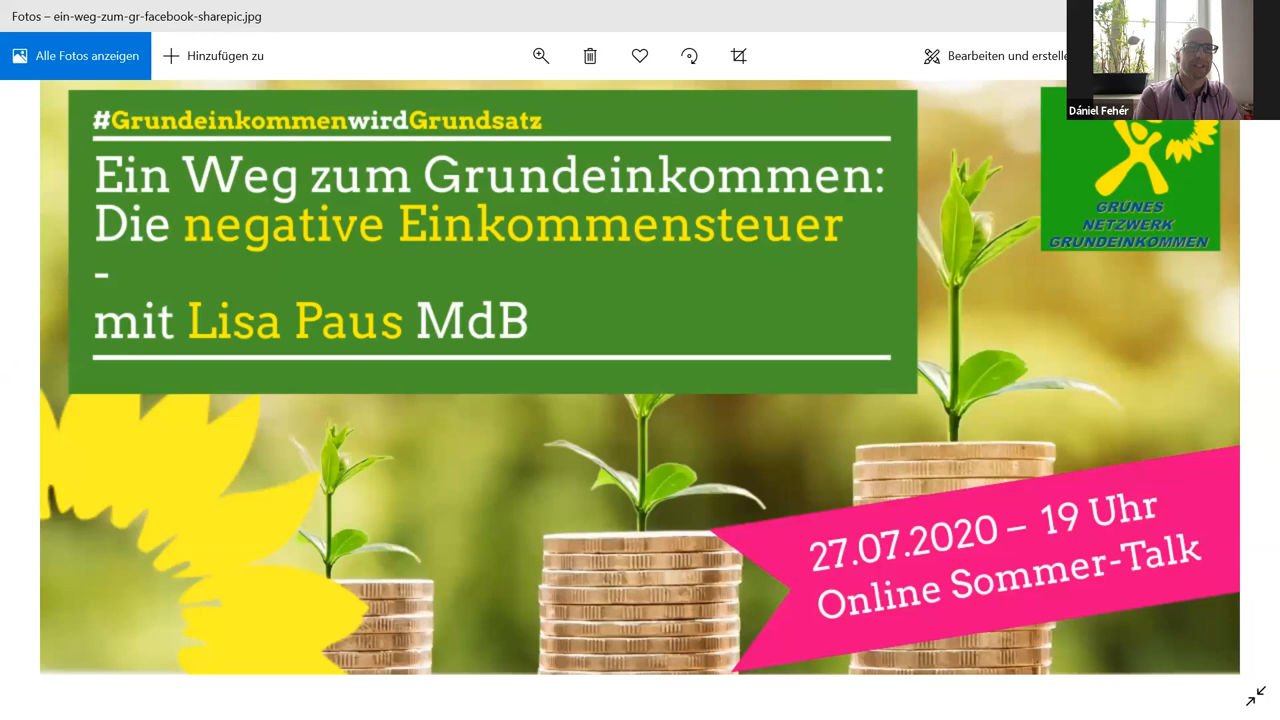 Fotos – ein-weg-zum-gr-facebook-sharepic.jpg
Alle Fotos anzeigen
Hinzufügen zu
Bearbeiten und erstelle
Dániel Fehér
#GrundeinkommenwirdGrundsatz
Ein Weg zum Grundeinkommen:
Die negative Einkommensteuer
-
mit Lisa Paus MdB
GRUNES
NETZWERK
GRUNDEINKOMMEN
27.07.2020 – 19 Uhr
Online Sommer-Talk